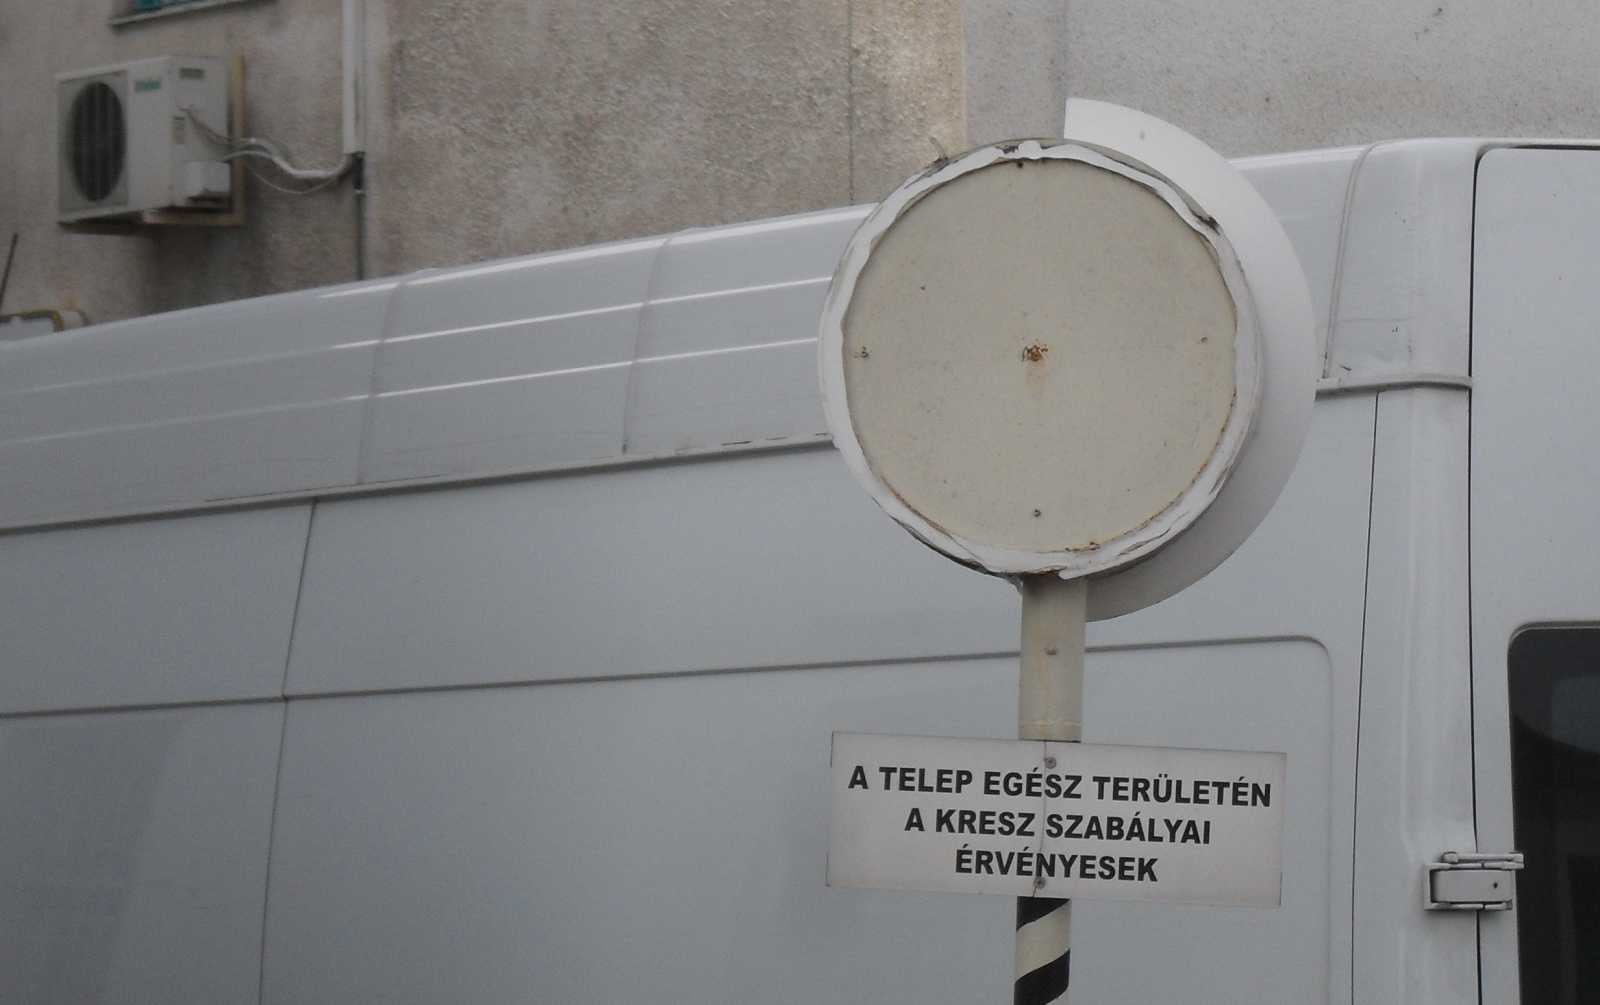 A TELEP EGÉSZ TERÜLETÉN
A KRESZ SZABÁLYAI
ÉRVÉNYESEK